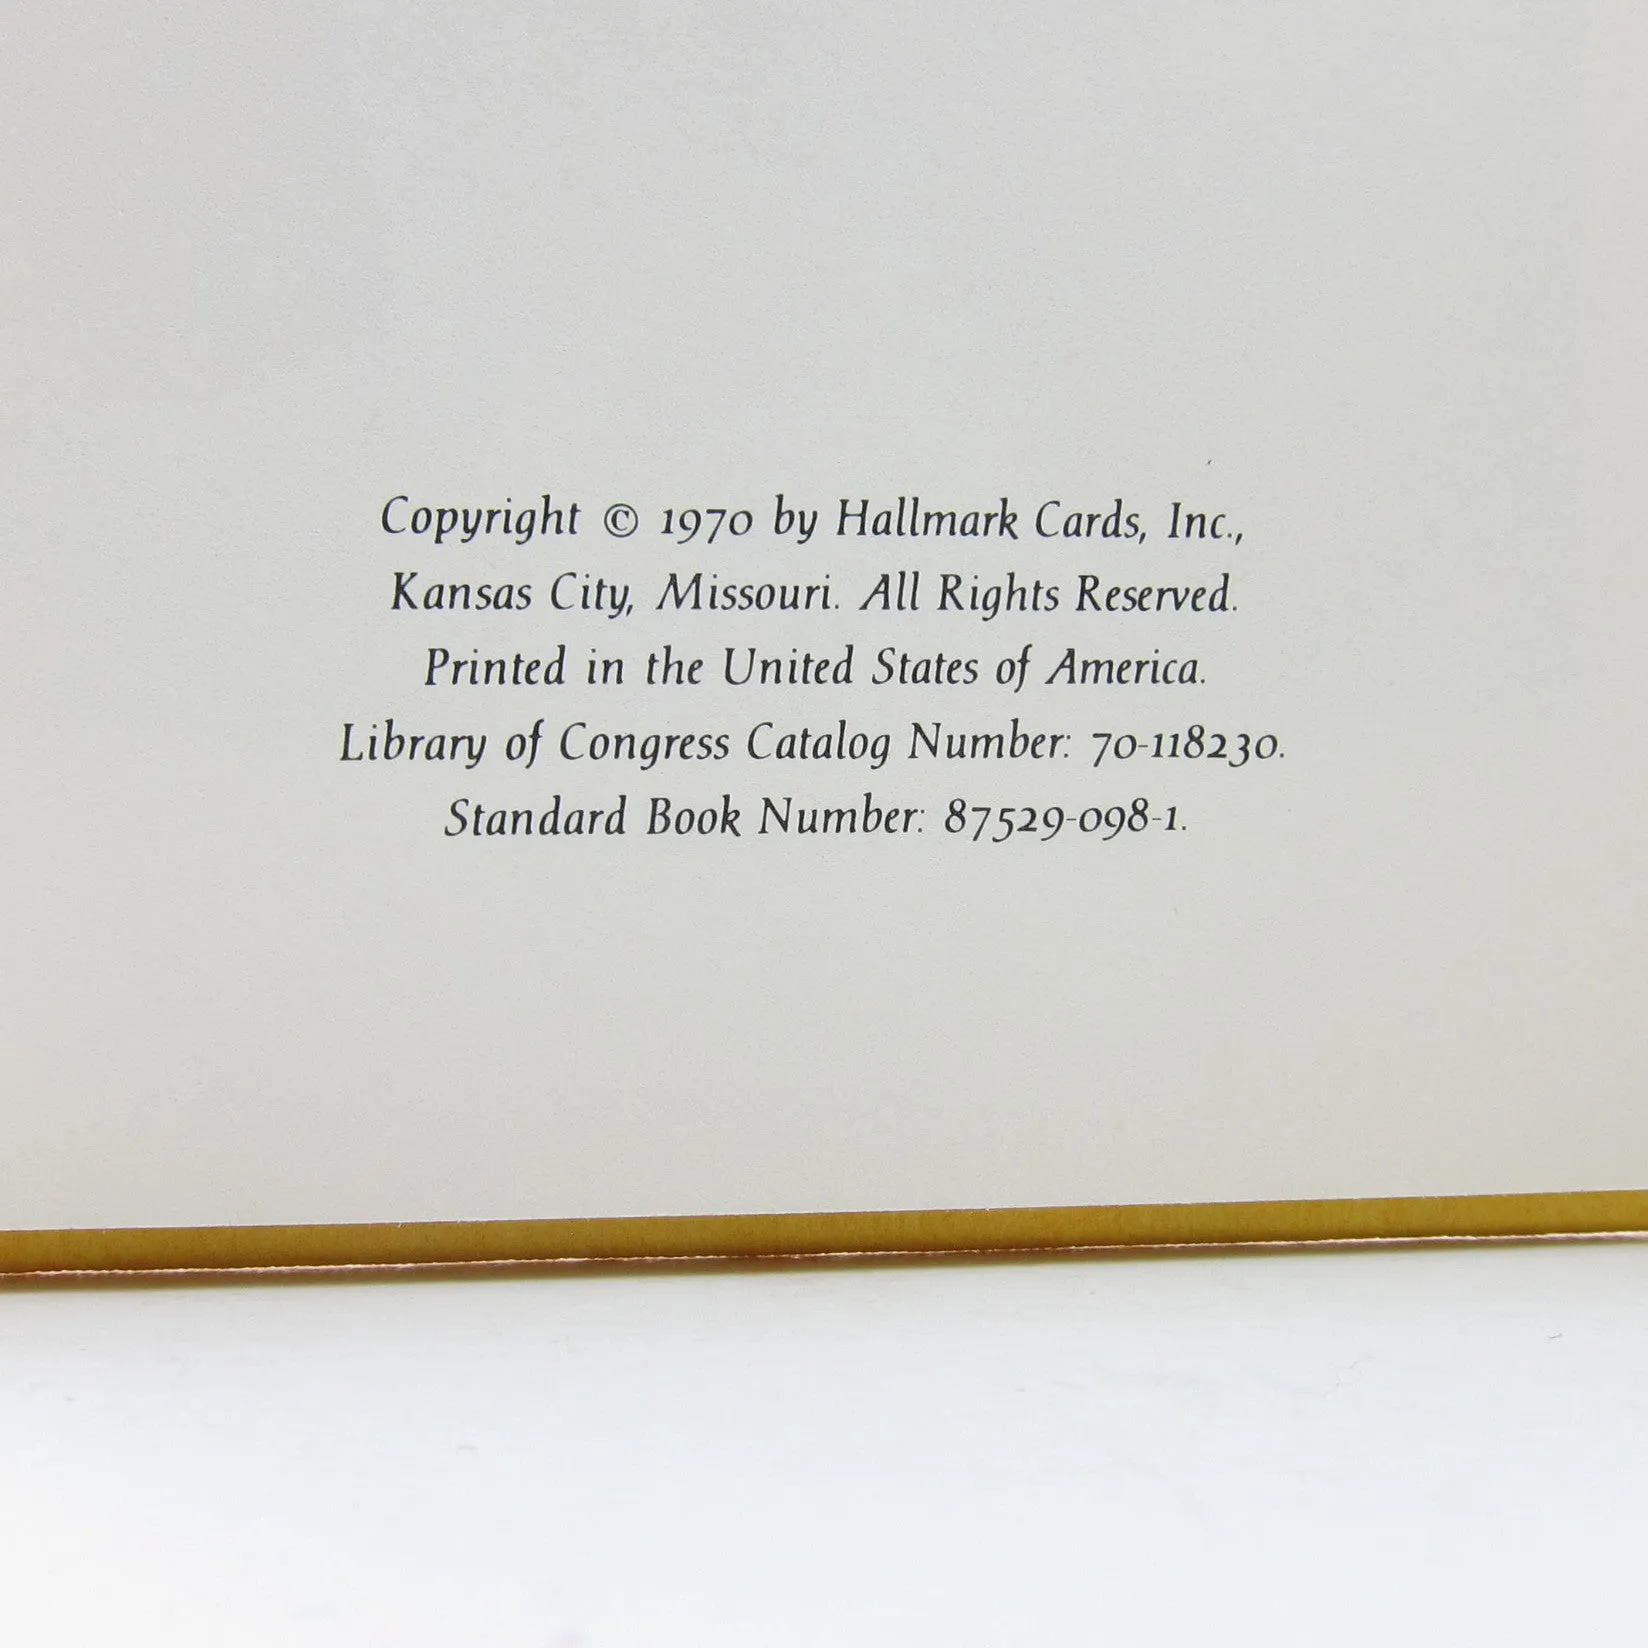 Copyright © 1970 by Hallmark Cards, Inc.,
Kansas City, Missouri. All Rights Reserved.
Printed in the United States of America.
Library of Congress Catalog Number: 70-118230.
Standard Book Number: 87529-098-1.